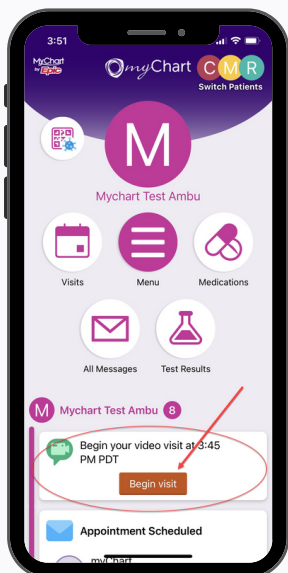 3:51
MyChart
by Epic
myChart
C M R
Switch Patients
M
Mychart Test Ambu
Visits
Menu
Medications
All Messages
Test Results
M Mychart Test Ambu 8
Begin your video visit at 3:45
PM PDT
Begin visit
Appointment Scheduled
myChart